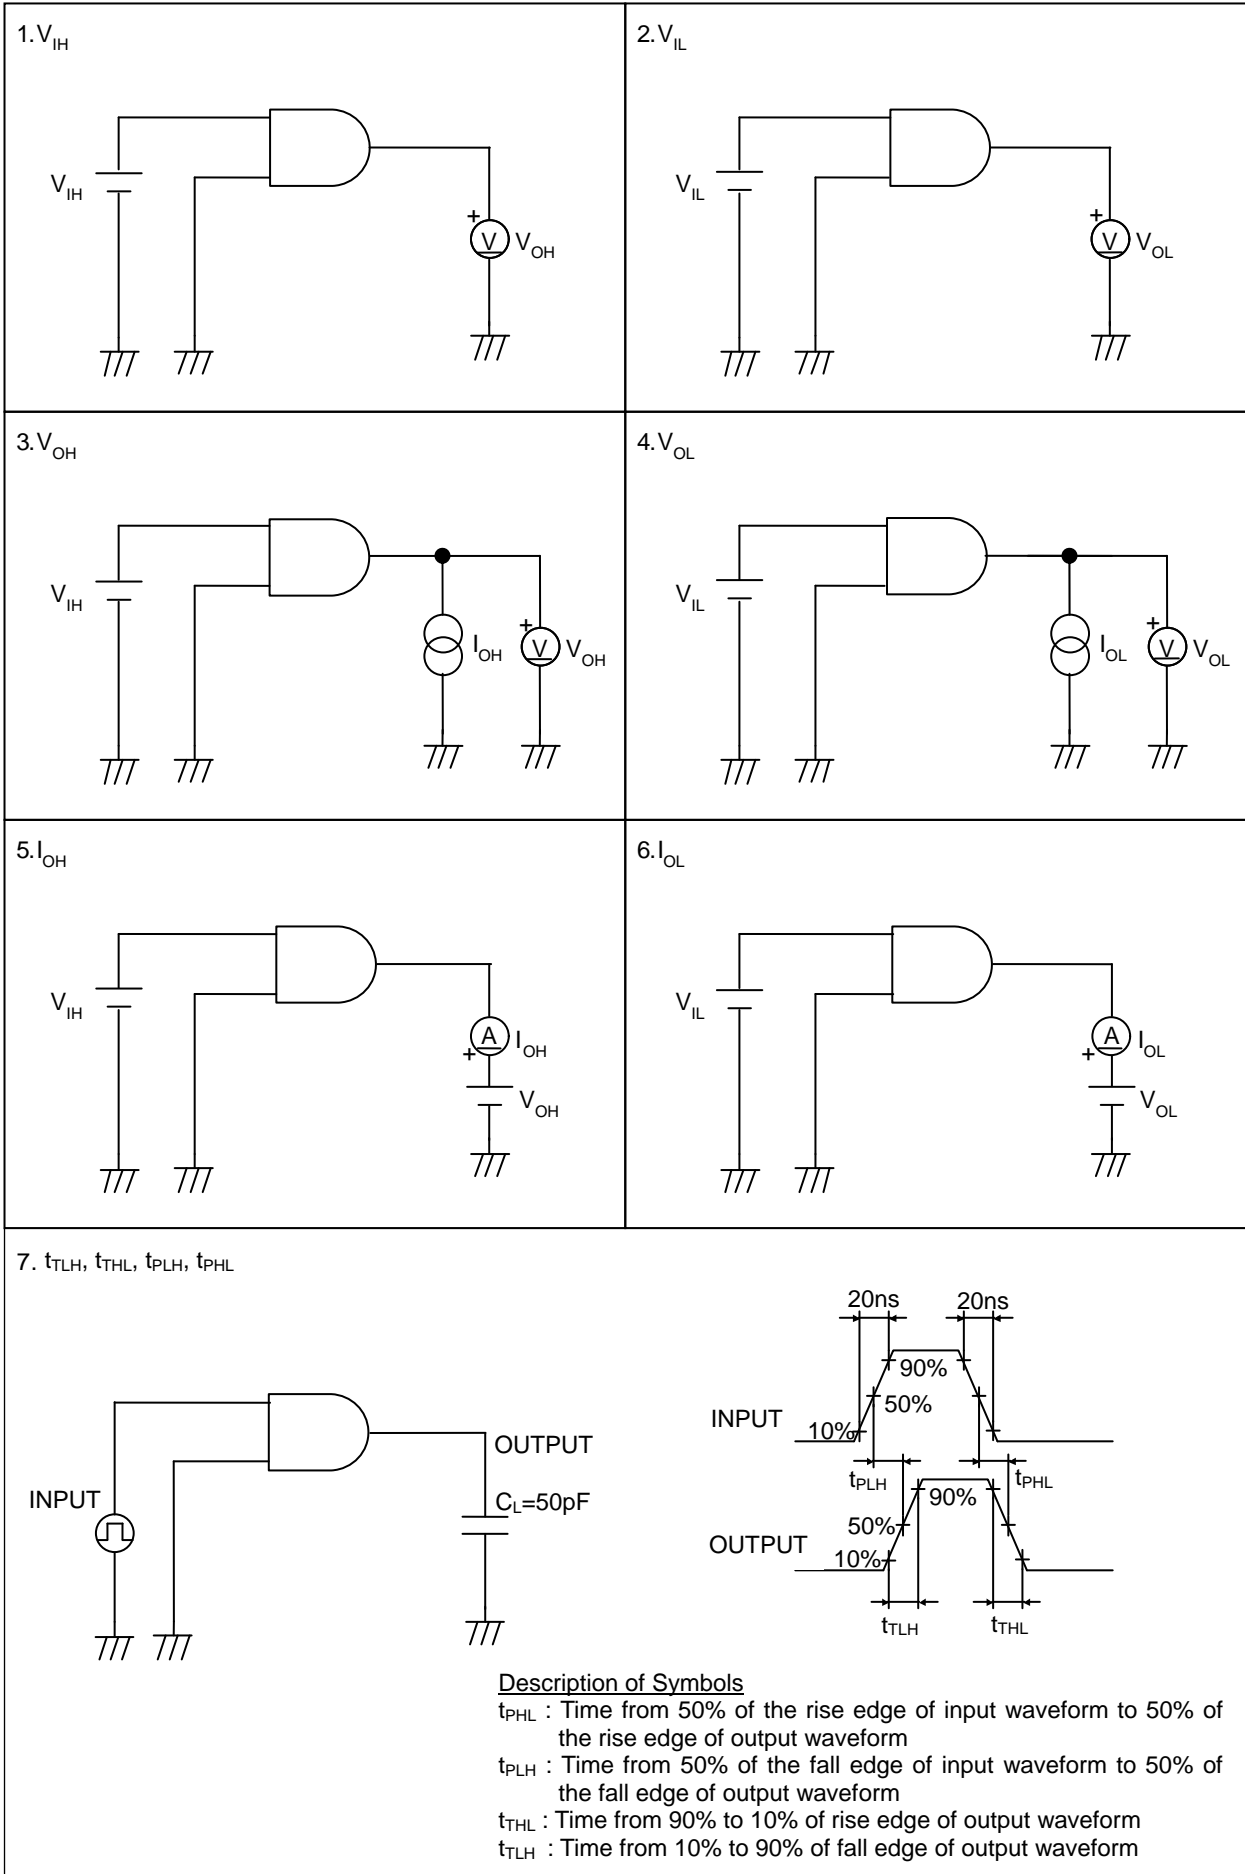 1.V_IH
V_IH
+
V
V_OH
2.V_IL
V_IL
+
V
V_OL
3.V_OH
V_IH
I_OH
+
V
V_OH
4.V_OL
V_IL
I_OL
+
V
V_OL
5.I_OH
V_IH
A
+
I_OH
V_OH
6.I_OL
V_IL
A
+
I_OL
V_OL
7. t_TLH, t_THL, t_PLH, t_PHL
INPUT
OUTPUT
C_L=50pF
20ns 20ns
90%
50%
INPUT
10%
t_PLH t_PHL
90%
50%
OUTPUT
10%
t_TLH t_THL
Description of Symbols
t_PHL : Time from 50% of the rise edge of input waveform to 50% of
the rise edge of output waveform
t_PLH : Time from 50% of the fall edge of input waveform to 50% of
the fall edge of output waveform
t_THL : Time from 90% to 10% of rise edge of output waveform
t_TLH : Time from 10% to 90% of fall edge of output waveform